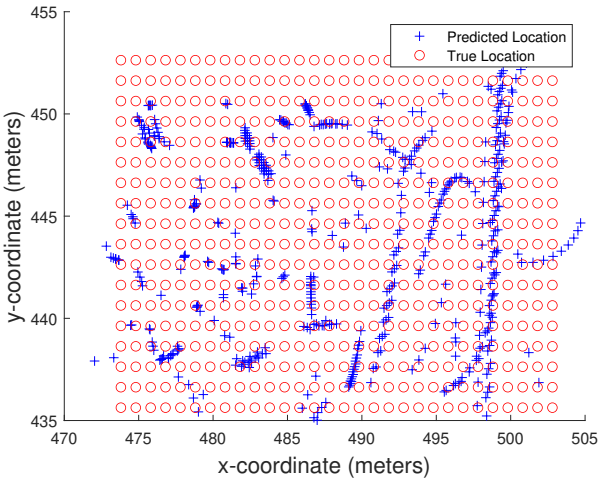 455
450
445
440
435
y-coordinate (meters)
Predicted Location
True Location
470 475 480 485 490 495 500 505
x-coordinate (meters)